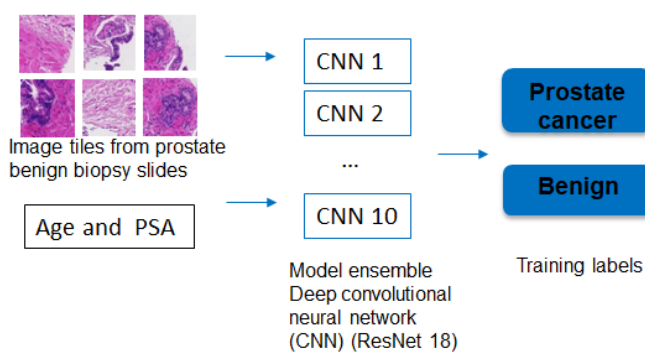 Image tiles from prostate
benign biopsy slides
Age and PSA
CNN 1
CNN 2
...
CNN 10
Model ensemble
Deep convolutional
neural network
(CNN) (ResNet 18)
Prostate
cancer
Benign
Training labels